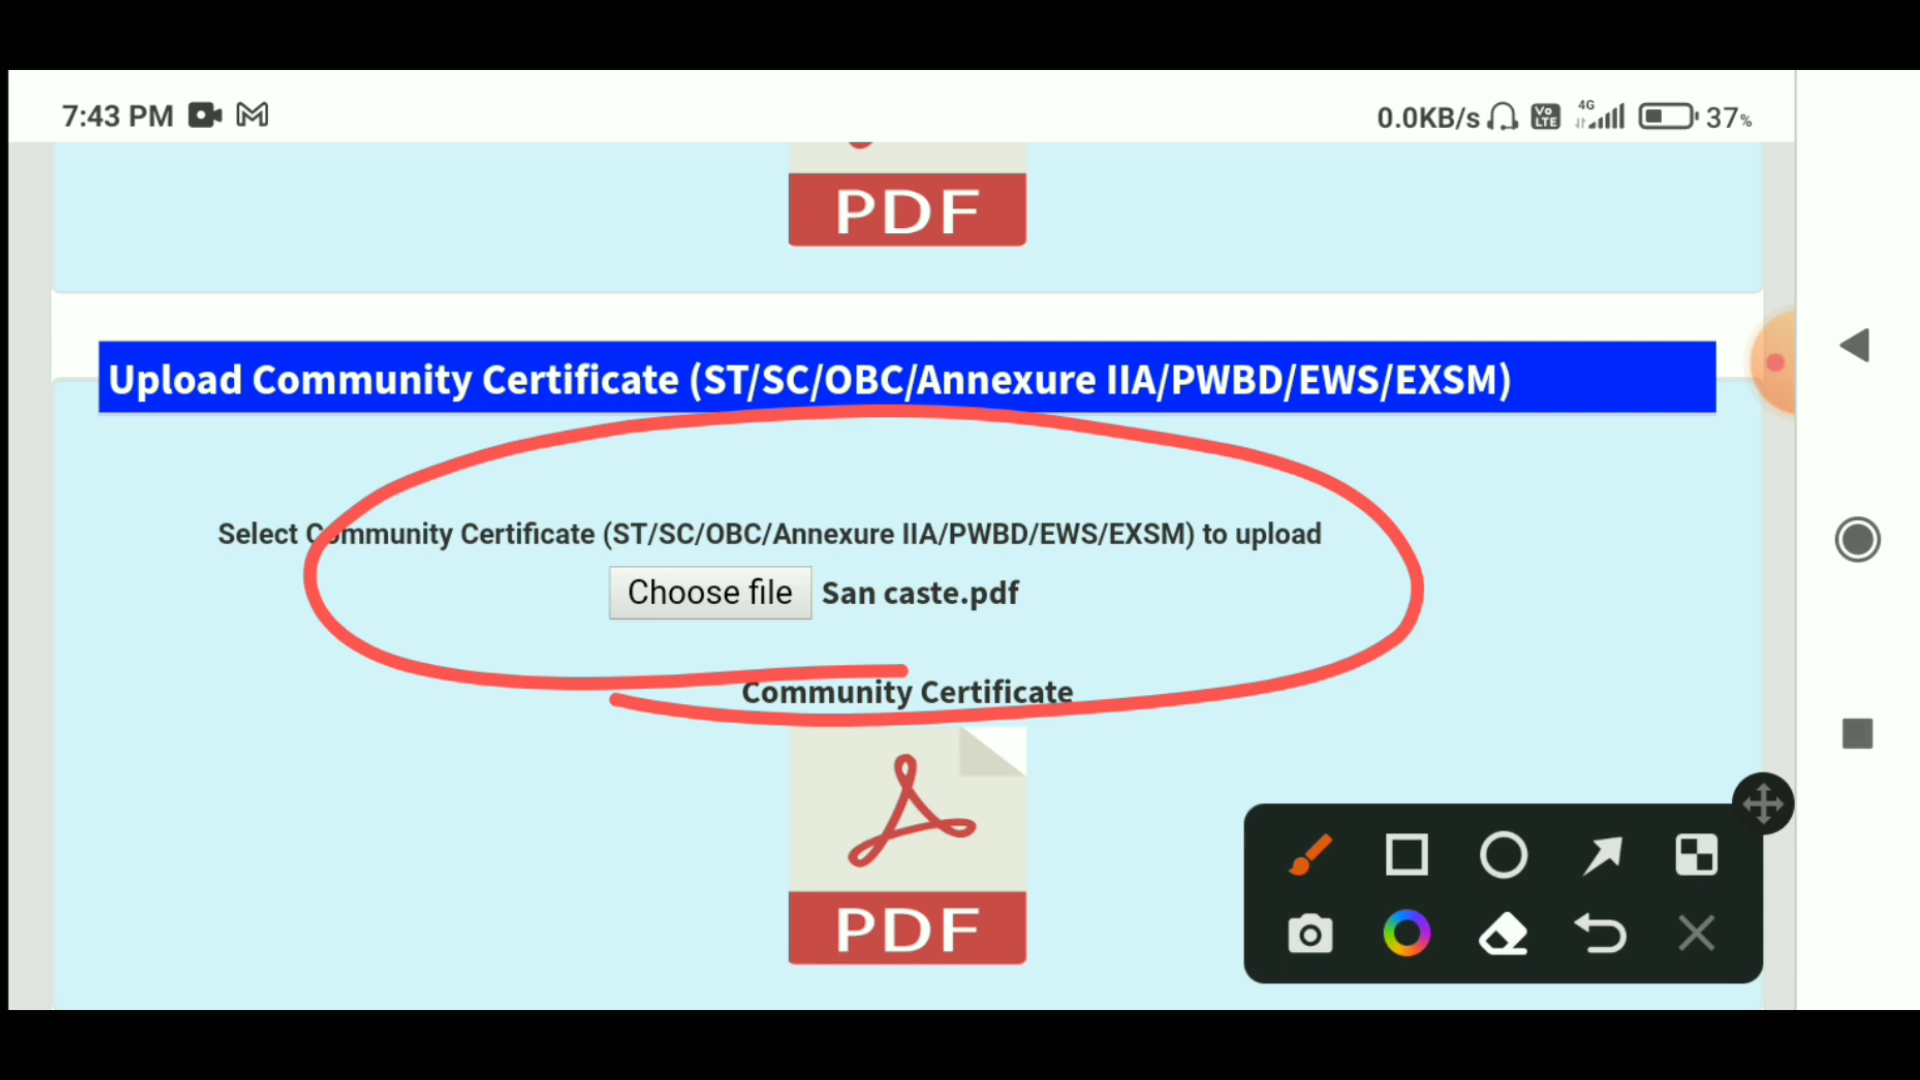 7:43 PM
0.0KB/s Vo LTE 4G 37%
PDF
Upload Community Certificate (ST/SC/OBC/Annexure IIA/PWBD/EWS/EXSM)
Select Community Certificate (ST/SC/OBC/Annexure IIA/PWBD/EWS/EXSM) to upload
Choose file San caste.pdf
Community Certificate
PDF